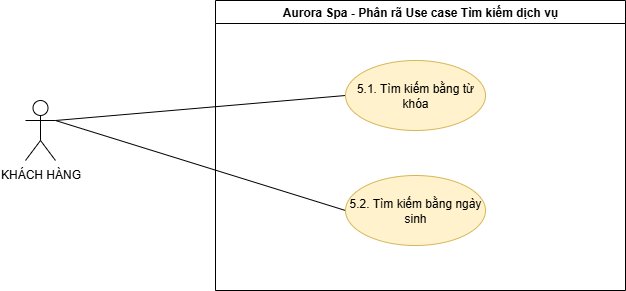 Aurora Spa - Phân rã Use case Tìm kiếm dịch vụ
5.1. Tìm kiếm bằng từ
khóa
KHÁCH HÀNG
5.2. Tìm kiếm bằng ngày
sinh